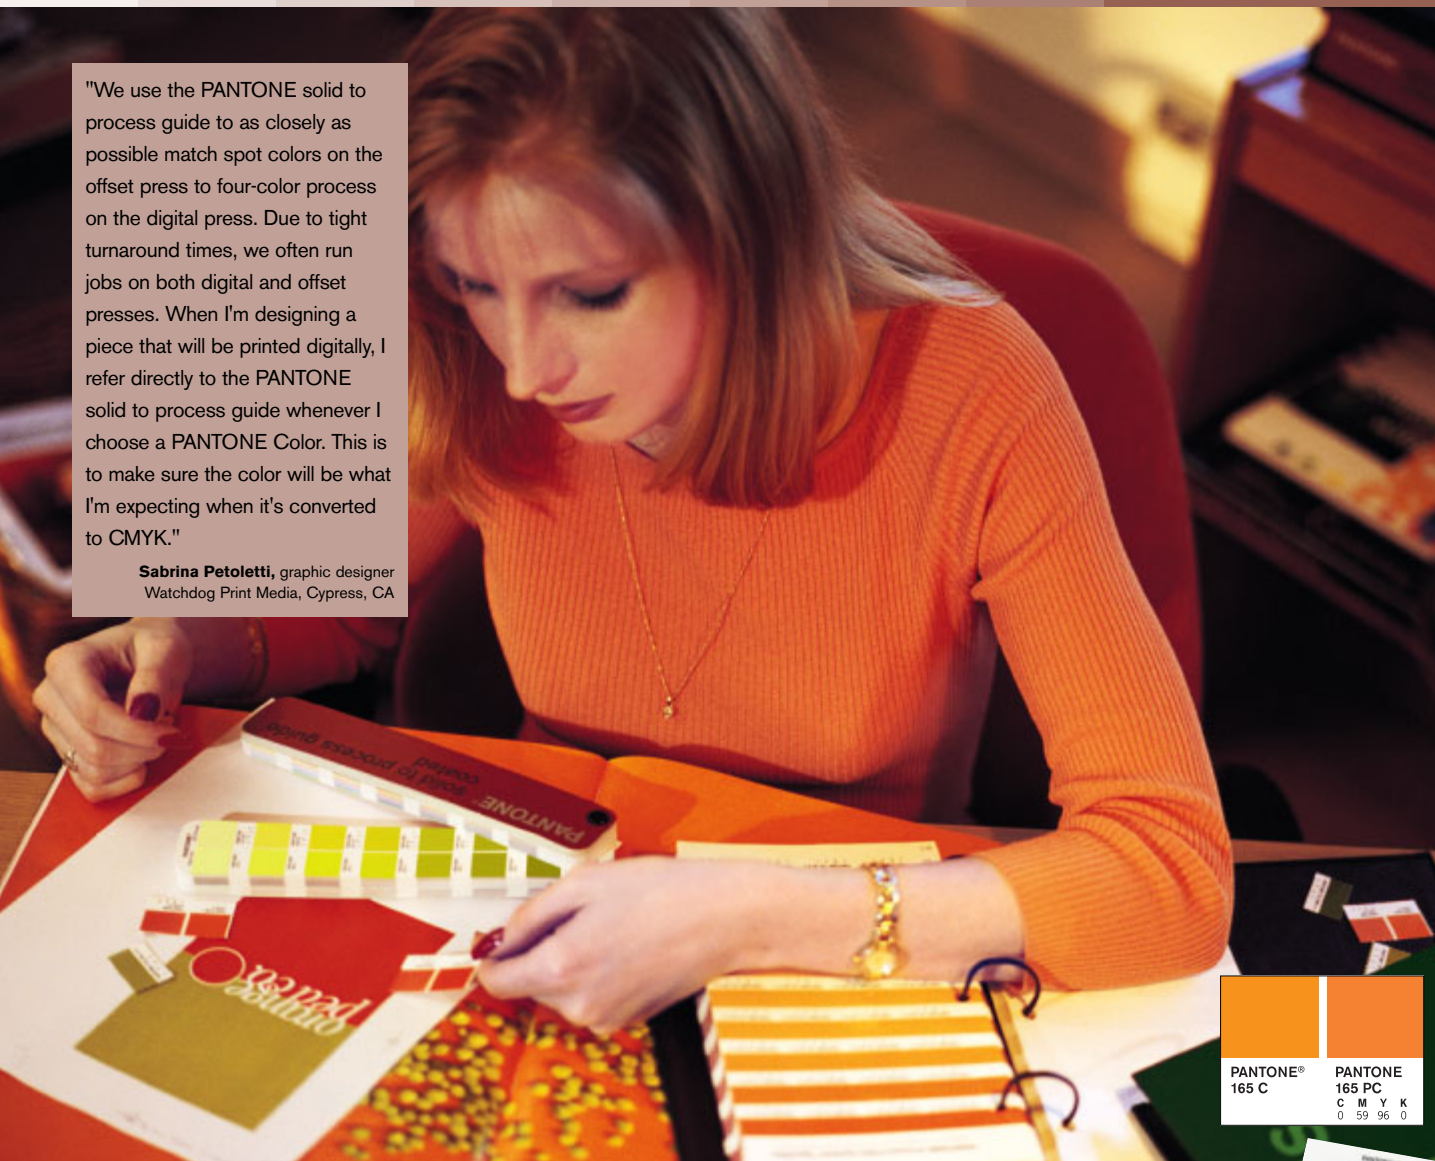 "We use the PANTONE solid to
process guide to as closely as
possible match spot colors on the
offset press to four-color process
on the digital press. Due to tight
turnaround times, we often run
jobs on both digital and offset
presses. When I'm designing a
piece that will be printed digitally, I
refer directly to the PANTONE
solid to process guide whenever I
choose a PANTONE Color. This is
to make sure the color will be what
I'm expecting when it's converted
to CMYK."
Sabrina Petoletti, graphic designer
Watchdog Print Media, Cypress, CA
PANTONE
solid to process guide
coated
PANTONE®
165 C
PANTONE
165 PC
C M Y K
0 59 96 0